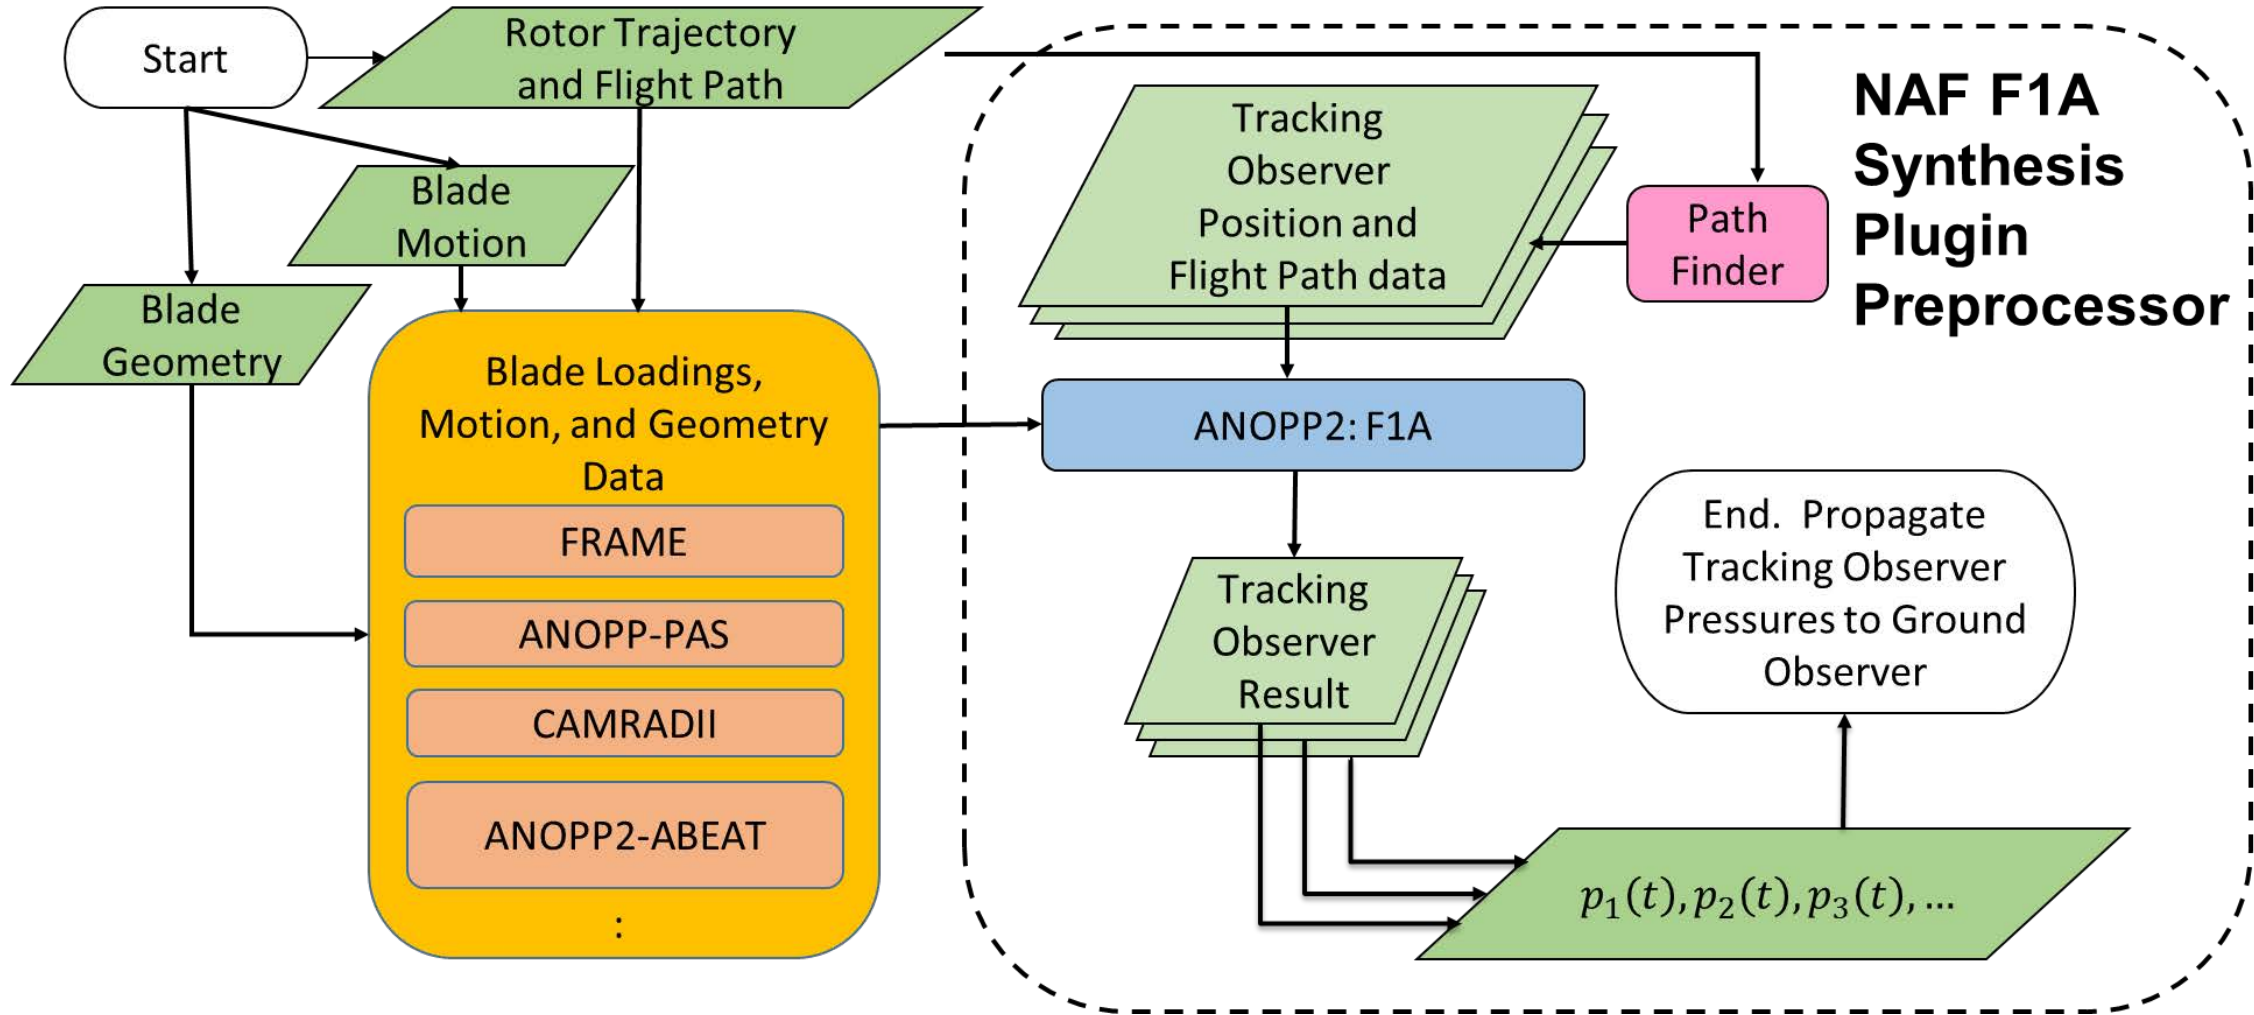 Start
Rotor Trajectory
and Flight Path
Blade
Motion
Blade
Geometry
Blade Loadings,
Motion, and Geometry
Data
FRAME
ANOPP-PAS
CAMRADII
ANOPP2-ABEAT
:
NAF F1A
Synthesis
Plugin
Preprocessor
Tracking
Observer
Position and
Flight Path data
Path
Finder
ANOPP2: F1A
Tracking
Observer
Result
End.  Propagate
Tracking Observer
Pressures to Ground
Observer
p₁(t), p₂(t), p₃(t), ...